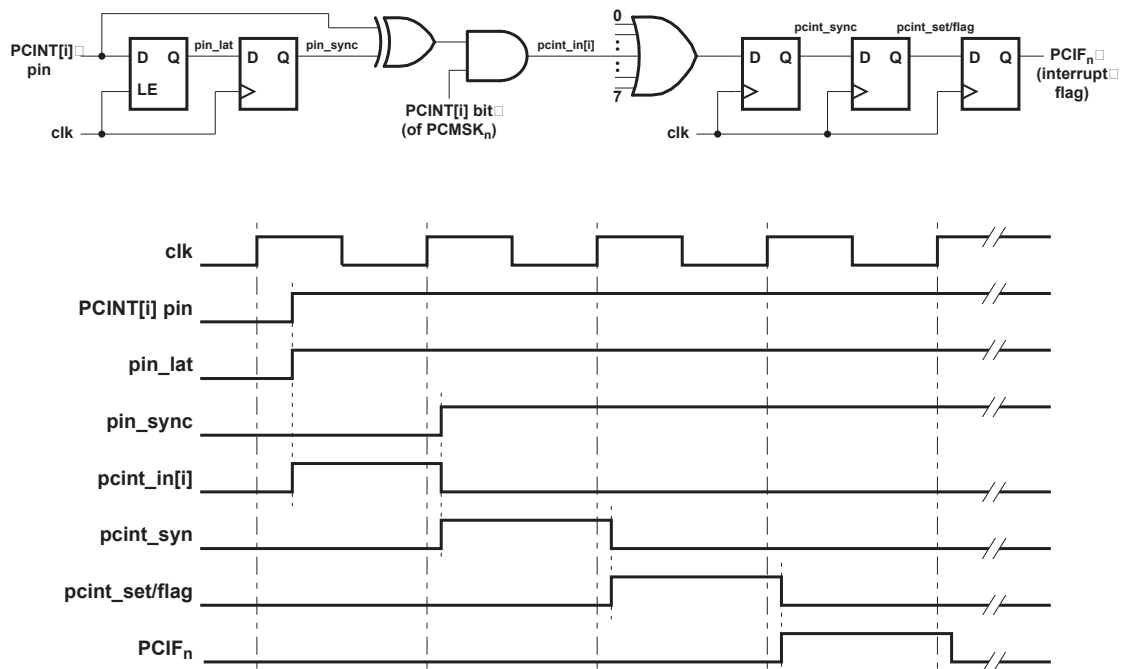 0
PCINT[i]
pin
D Q
LE
pin_lat
D Q
pin_sync
clk
PCINT[i] bit
(of PCMSKn)
pcint_in[i]
7
D Q
pcint_sync
D Q
pcint_set/flag
D Q
clk
PCIFn
(interrupt
flag)
clk
PCINT[i] pin
pin_lat
pin_sync
pcint_in[i]
pcint_syn
pcint_set/flag
PCIFn